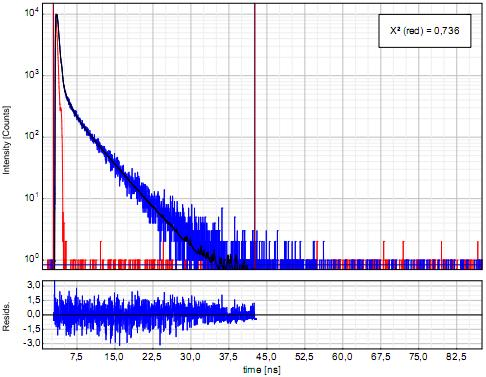 10⁴
10³
10²
10¹
10⁰
Intensity [Counts]
X² (red) = 0,736
3,0
1,5
0,0
-1,5
-3,0
Resids.
7,5 15,0 22,5 30,0 37,5 45,0 52,5 60,0 67,5 75,0 82,5
time [ns]